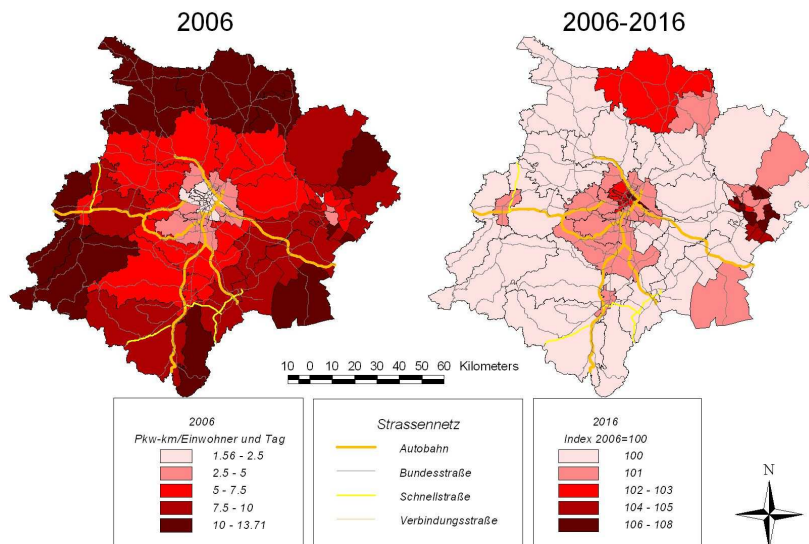 2006
2006-2016
10 0 10 20 30 40 50 60 Kilometers
2006
Pkw-km/Einwohner und Tag
1.56 - 2.5
2.5 - 5
5 - 7.5
7.5 - 10
10 - 13.71
Strassennetz
Autobahn
Bundesstraße
Schnellstraße
Verbindungsstraße
2016
Index 2006=100
100
101
102 - 103
104 - 105
106 - 108
N